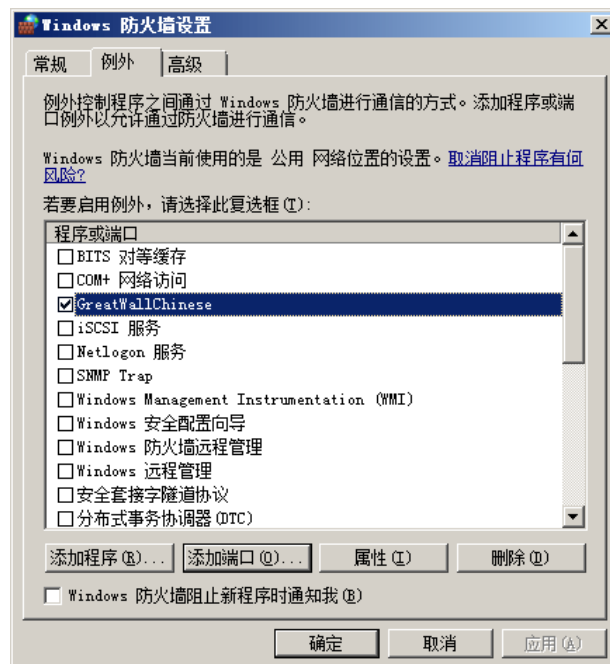 Windows 防火墙设置
常规 例外 高级
例外控制程序之间通过 Windows 防火墙进行通信的方式。添加程序或端
口例外以允许通过防火墙进行通信。
Windows 防火墙当前使用的是 公用 网络位置的设置。取消阻止程序有何
风险?
若要启用例外，请选择此复选框(T):
程序或端口
BITS 对等缓存
COM+ 网络访问
GreatWallChinese
iSCSI 服务
Netlogon 服务
SNMP Trap
Windows Management Instrumentation (WMI)
Windows 安全配置向导
Windows 防火墙远程管理
Windows 远程管理
安全套接字隧道协议
分布式事务协调器(DTC)
添加程序(R)... 添加端口(O)... 属性(I) 删除(D)
Windows 防火墙阻止新程序时通知我(B)
确定 取消 应用(A)